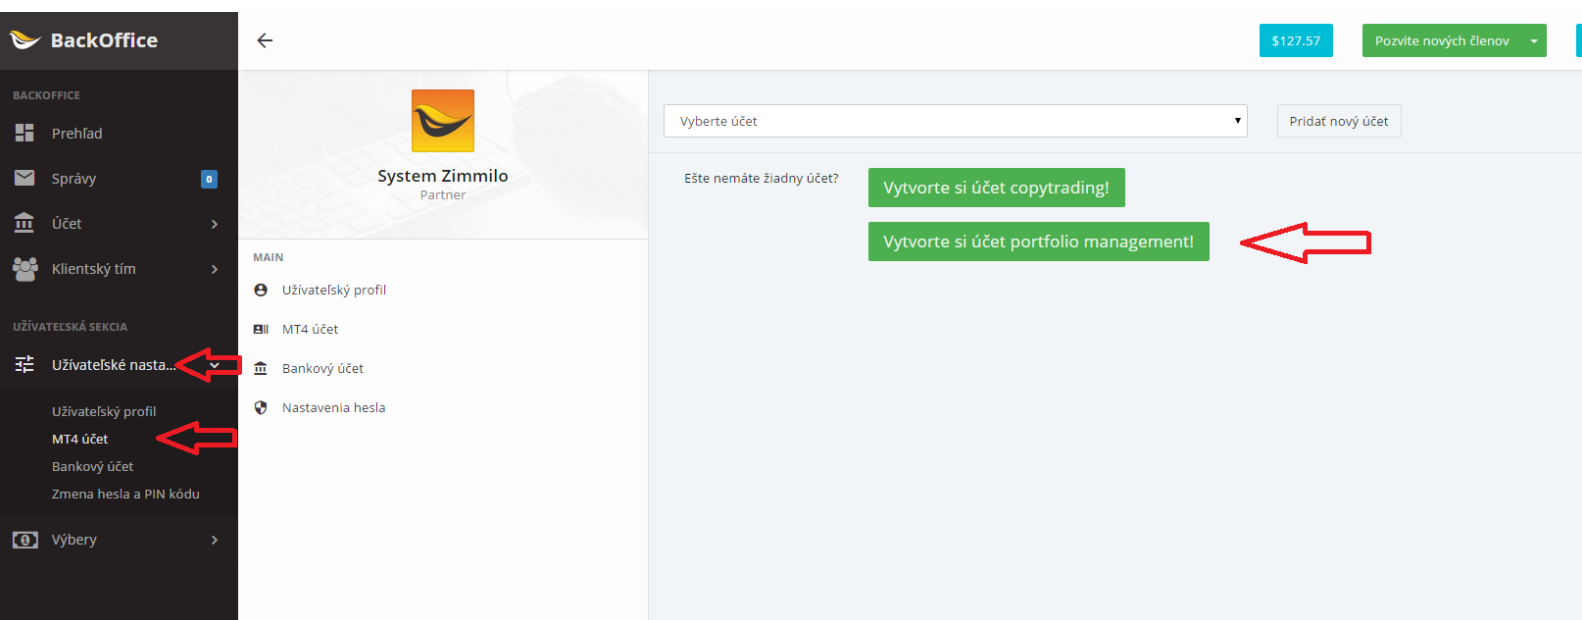 BackOffice
$127.57
Pozvite nových členov
BACKOFFICE
Prehľad
Správy
0
Účet
Klientský tím
UŽÍVATEĽSKÁ SEKCIA
Užívateľské nasta...
Užívateľský profil
MT4 účet
Bankový účet
Zmena hesla a PIN kódu
Výbery
System Zimmilo
Partner
MAIN
Užívateľský profil
MT4 účet
Bankový účet
Nastavenia hesla
Vyberte účet
Pridať nový účet
Ešte nemáte žiadny účet?
Vytvorte si účet copytrading!
Vytvorte si účet portfolio management!